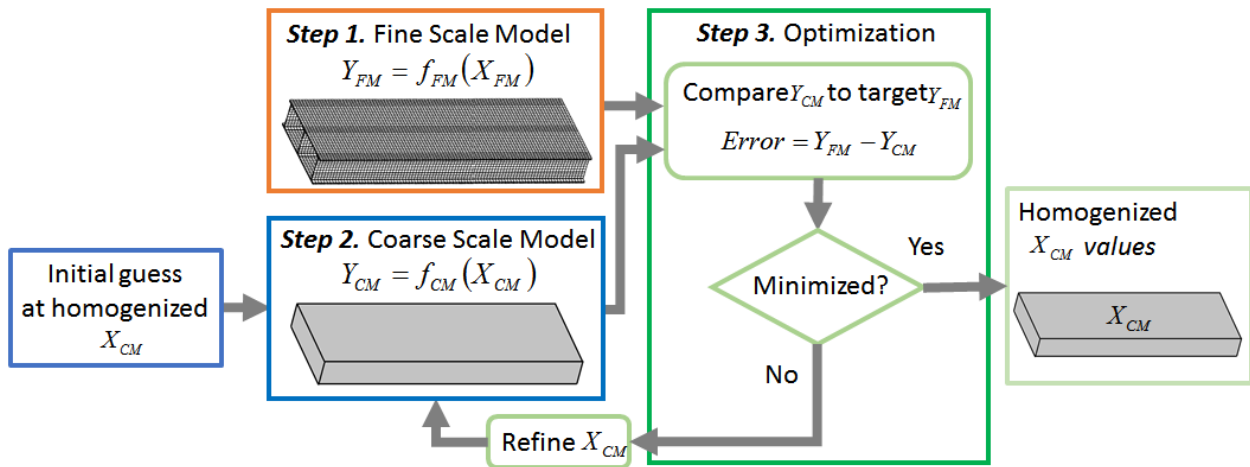 Step 1. Fine Scale Model
Y_FM = f_FM(X_FM)
Step 2. Coarse Scale Model
Y_CM = f_CM(X_CM)
Initial guess
at homogenized
X_CM
Step 3. Optimization
Compare Y_CM to target Y_FM
Error = Y_FM − Y_CM
Minimized?
Yes
No
Refine X_CM
Homogenized
X_CM values
X_CM